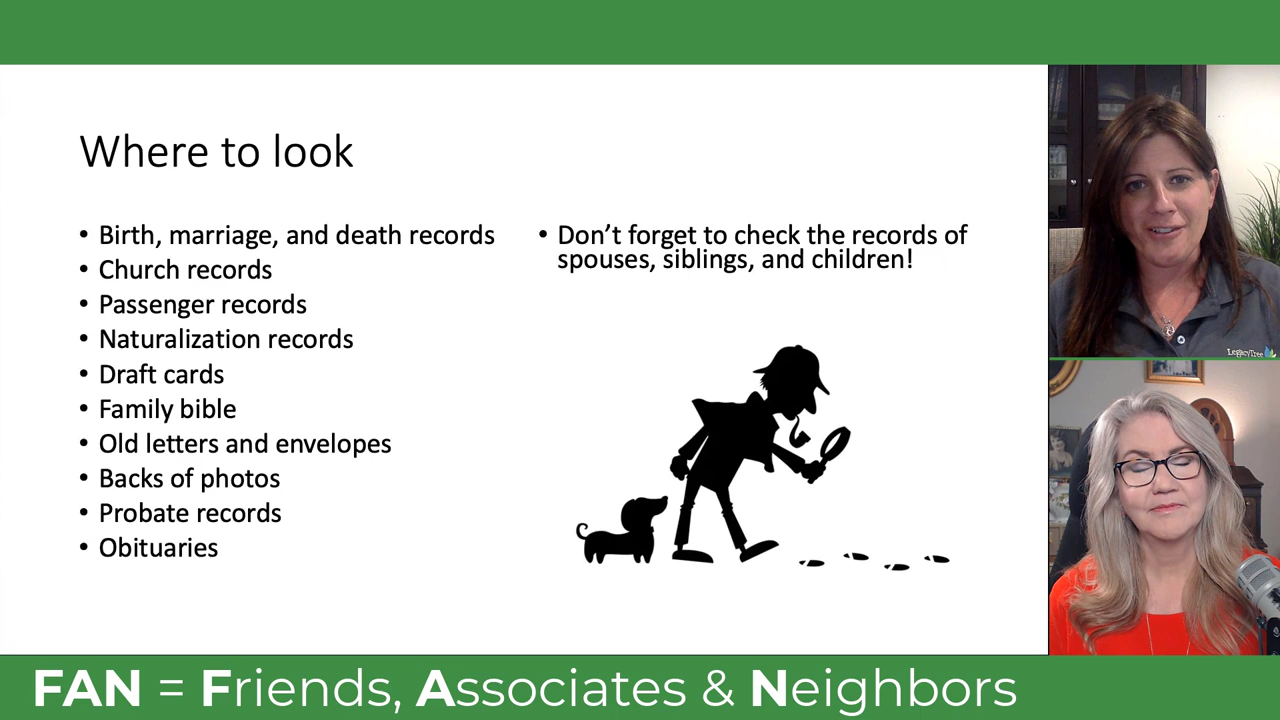 Where to look
• Birth, marriage, and death records
• Church records
• Passenger records
• Naturalization records
• Draft cards
• Family bible
• Old letters and envelopes
• Backs of photos
• Probate records
• Obituaries
• Don’t forget to check the records of
spouses, siblings, and children!
LegacyTree
FAN = Friends, Associates & Neighbors